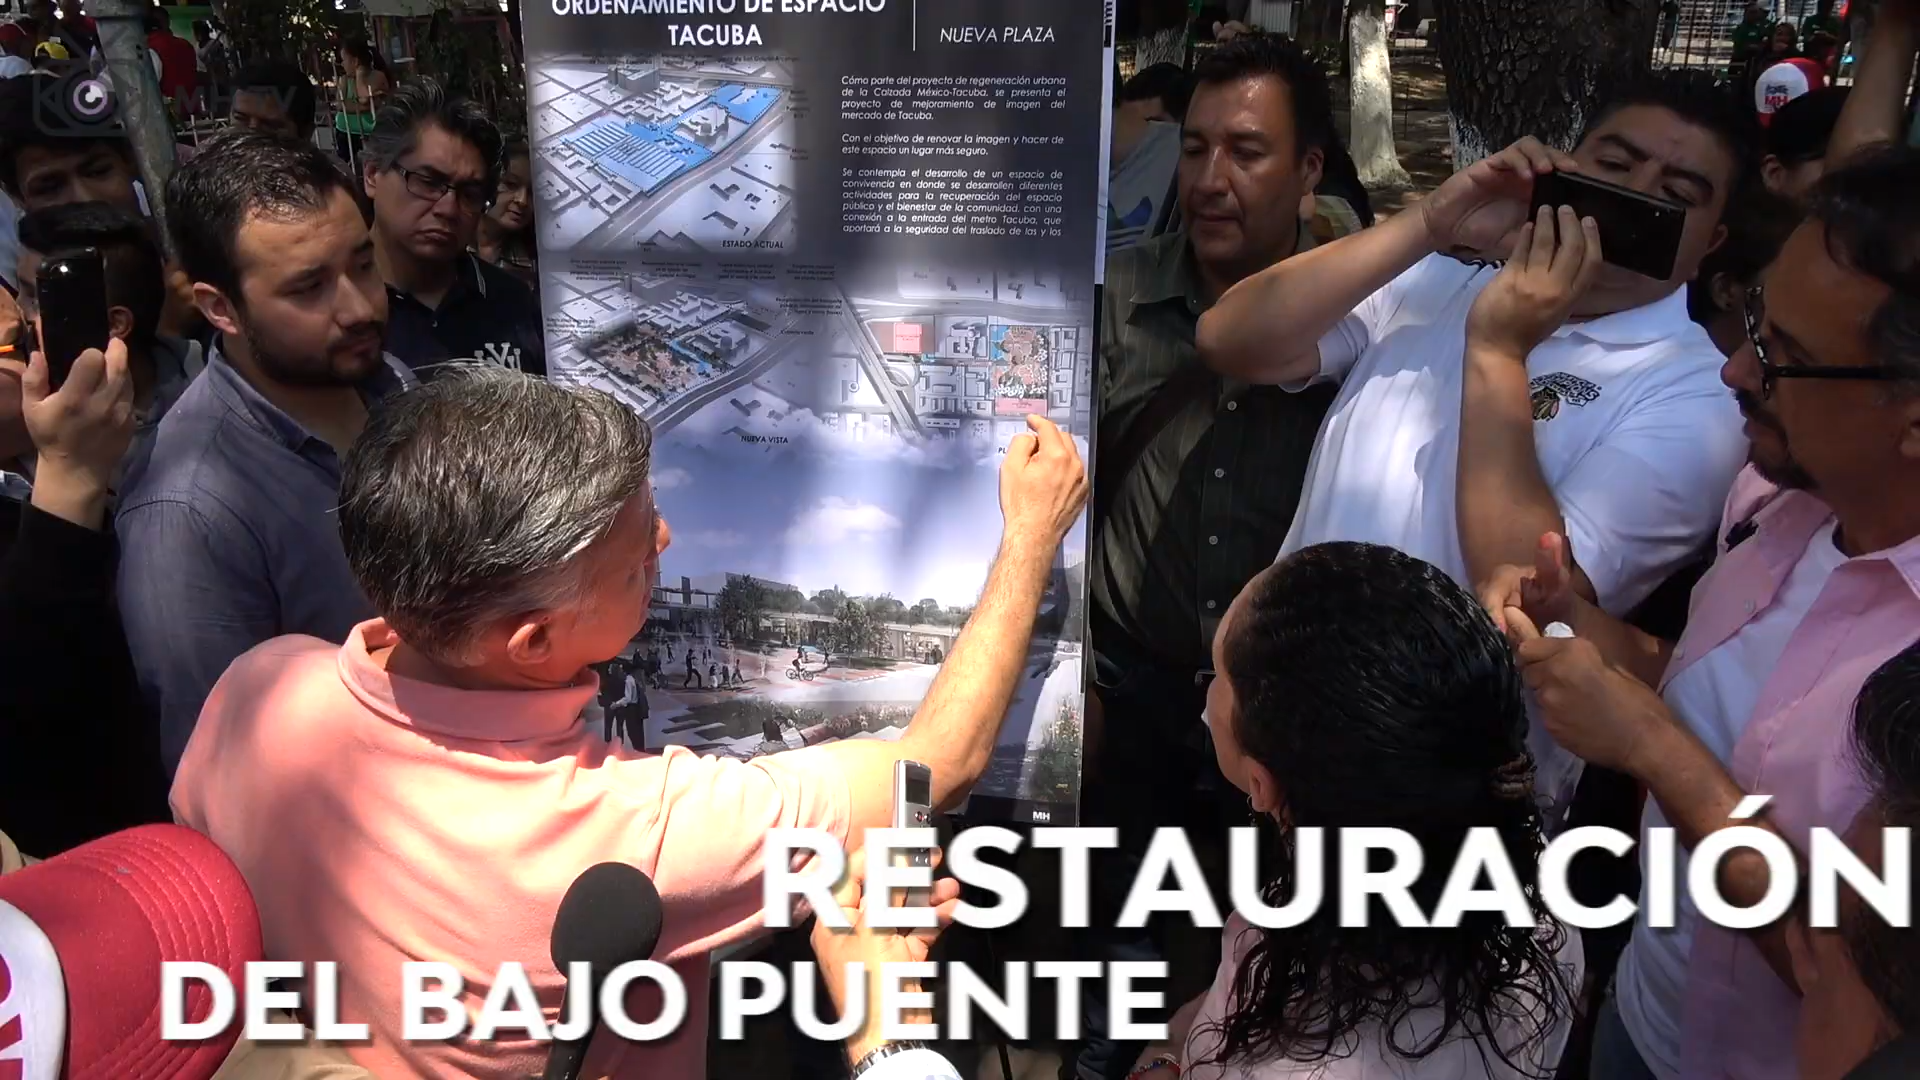 ORDENAMIENTO DE ESPACIO
TACUBA
NUEVA PLAZA
Cómo parte del proyecto de regeneración urbana
de la Calzada México-Tacuba, se presenta el
proyecto de mejoramiento de imagen del
mercado de Tacuba.
Con el objetivo de renovar la imagen y hacer de
este espacio un lugar más seguro.
Se contempla el desarrollo de un espacio de
convivencia en donde se desarrollen diferentes
actividades para la recuperación del espacio
público y el bienestar de la comunidad, con una
conexión a la entrada del metro Tacuba, que
aportará a la seguridad del traslado de las y los
ESTADO ACTUAL
NUEVA VISTA
MH
MH TV
MH
RESTAURACIÓN
DEL BAJO PUENTE